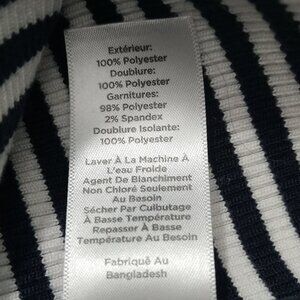 Extérieur:
100% Polyester
Doublure:
100% Polyester
Garnitures:
98% Polyester
2% Spandex
Doublure Isolante:
100% Polyester
Laver À La Machine À
L'eau Froide
Agent De Blanchiment
Non Chloré Seulement
Au Besoin
Sécher Par Culbutage
À Basse Température
Repasser À Basse
Température Au Besoin
Fabriqué Au
Bangladesh